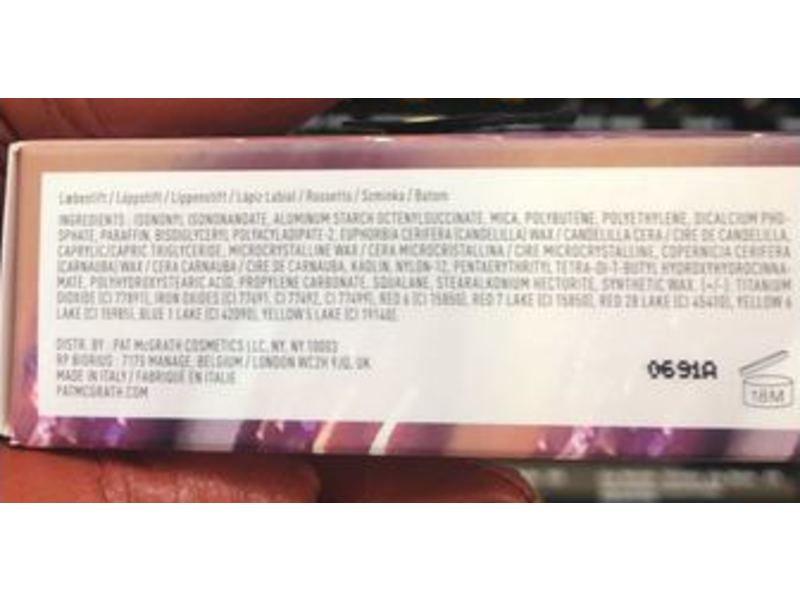 Læbestift / Läppstift / Lippenstift / Lápiz Labial / Rossetto / Szminka / Batom
INGREDIENTS: ISONONYL ISONONANOATE, ALUMINUM STARCH OCTENYLSUCCINATE, MICA, POLYBUTENE, POLYETHYLENE, DICALCIUM PHO-
SPHATE, PARAFFIN, BISDIGLYCERYL POLYACYLADIPATE-2, EUPHORBIA CERIFERA (CANDELILLA) WAX / CANDELILLA CERA / CIRE DE CANDELILLA,
CAPRYLIC/CAPRIC TRIGLYCERIDE, MICROCRYSTALLINE WAX / CERA MICROCRISTALLINA / CIRE MICROCRYSTALLINE, COPERNICIA CERIFERA
(CARNAUBA) WAX / CERA CARNAUBA / CIRE DE CARNAUBA, KAOLIN, NYLON-12, PENTAERYTHRITYL TETRA-DI-T-BUTYL HYDROXYHYDROCINNA-
MATE, POLYHYDROXYSTEARIC ACID, PROPYLENE CARBONATE, SQUALANE, STEARALKONIUM HECTORITE, SYNTHETIC WAX. (+/-): TITANIUM
DIOXIDE (CI 77891), IRON OXIDES (CI 77491, CI 77492, CI 77499), RED 6 (CI 15850), RED 7 LAKE (CI 15850), RED 28 LAKE (CI 45410), YELLOW 6
LAKE (CI 15985), BLUE 1 LAKE (CI 42090), YELLOW 5 LAKE (CI 19140).
DISTR. BY: PAT McGRATH COSMETICS LLC, NY, NY 10003
RP BIORIUS : 7170 MANAGE, BELGIUM / LONDON WC2H 9JQ, UK
MADE IN ITALY / FABRIQUÉ EN ITALIE
PATMCGRATH.COM
0691A
18M